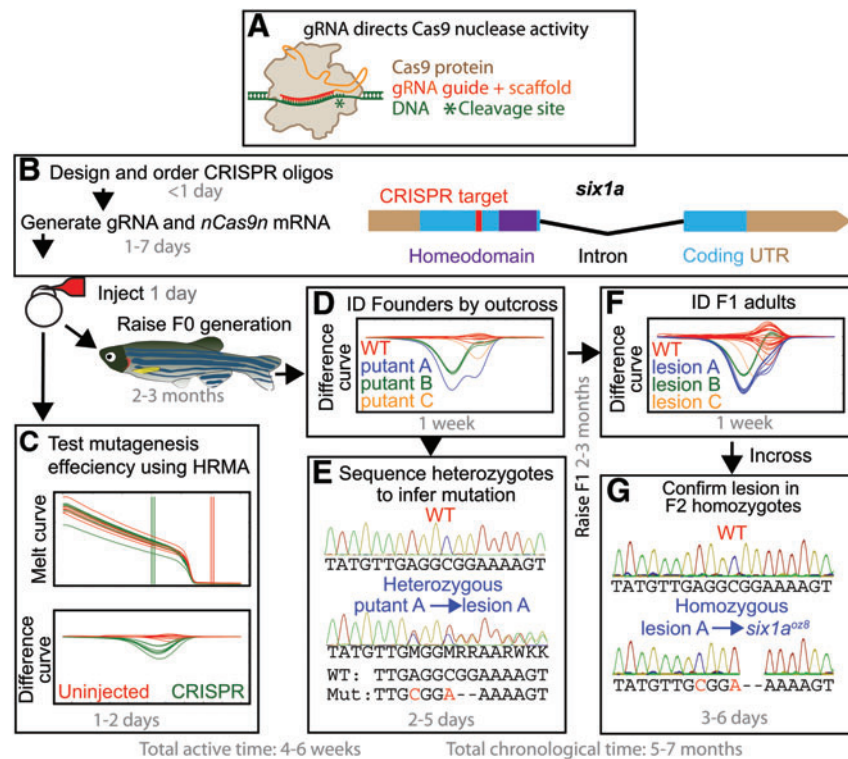 A
gRNA directs Cas9 nuclease activity
Cas9 protein
gRNA guide + scaffold
DNA *Cleavage site
*
B
Design and order CRISPR oligos
<1 day
Generate gRNA and nCas9n mRNA
1-7 days
CRISPR target
six1a
Homeodomain
Intron
Coding UTR
Inject 1 day
Raise F0 generation
2-3 months
C Test mutagenesis
effeciency using HRMA
Melt curve
Difference
curve
Uninjected
CRISPR
1-2 days
D
ID Founders by outcross
Difference
curve
WT
putant A
putant B
putant C
1 week
E Sequence heterozygotes
to infer mutation
WT
TATGTTGAGGCGGAAAAGT
Heterozygous
putant A → lesion A
TATGTTGMGGMRRAARWKK
WT: TTGAGGCGGAAAAGT
Mut:TTGCGGA--AAAAGT
2-5 days
Raise F1 2-3 months
F
ID F1 adults
Difference
curve
WT
lesion A
lesion B
lesion C
1 week
Incross
G
Confirm lesion in
F2 homozygotes
WT
TATGTTGAGGCGGAAAAGT
Homozygous
lesion A → six1a^oz8
TATGTTGCGGA--AAAAGT
3-6 days
Total active time: 4-6 weeks
Total chronological time: 5-7 months